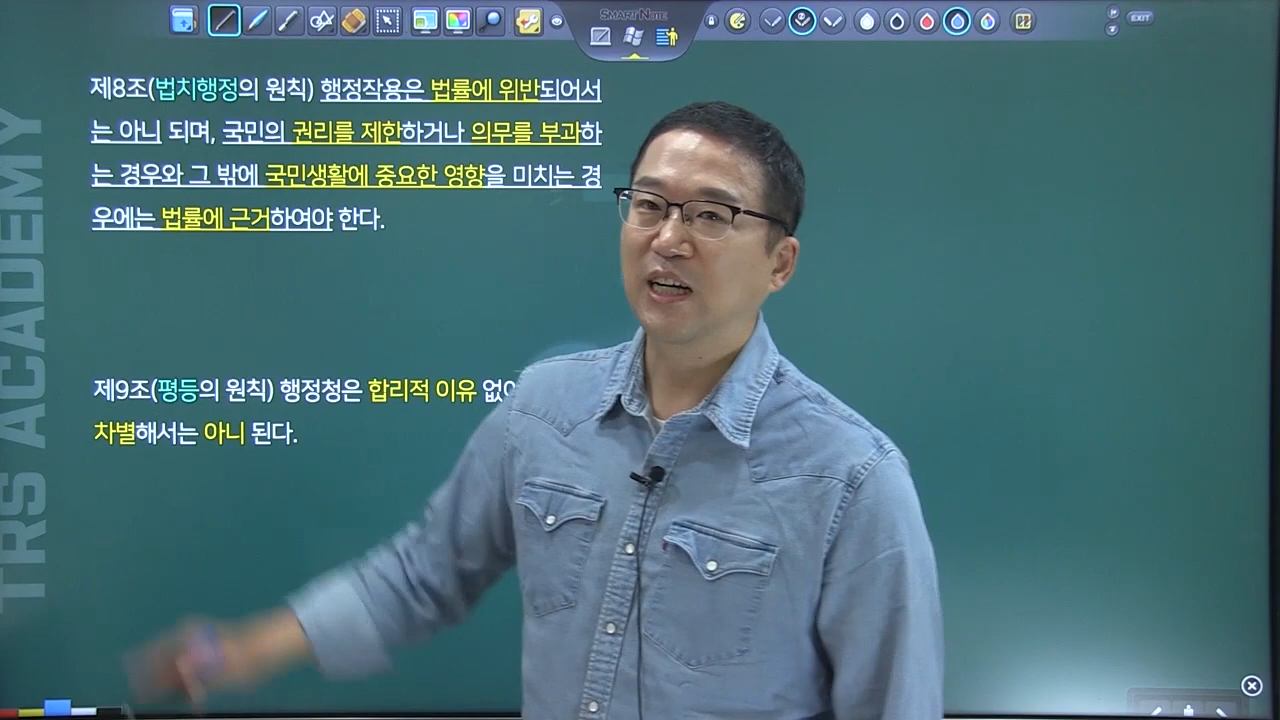 SMART NOTE
EXIT
제8조(법치행정의 원칙) 행정작용은 법률에 위반되어서
는 아니 되며, 국민의 권리를 제한하거나 의무를 부과하
는 경우와 그 밖에 국민생활에 중요한 영향을 미치는 경
우에는 법률에 근거하여야 한다.
제9조(평등의 원칙) 행정청은 합리적 이유
차별해서는 아니 된다.
TRS ACADEMY